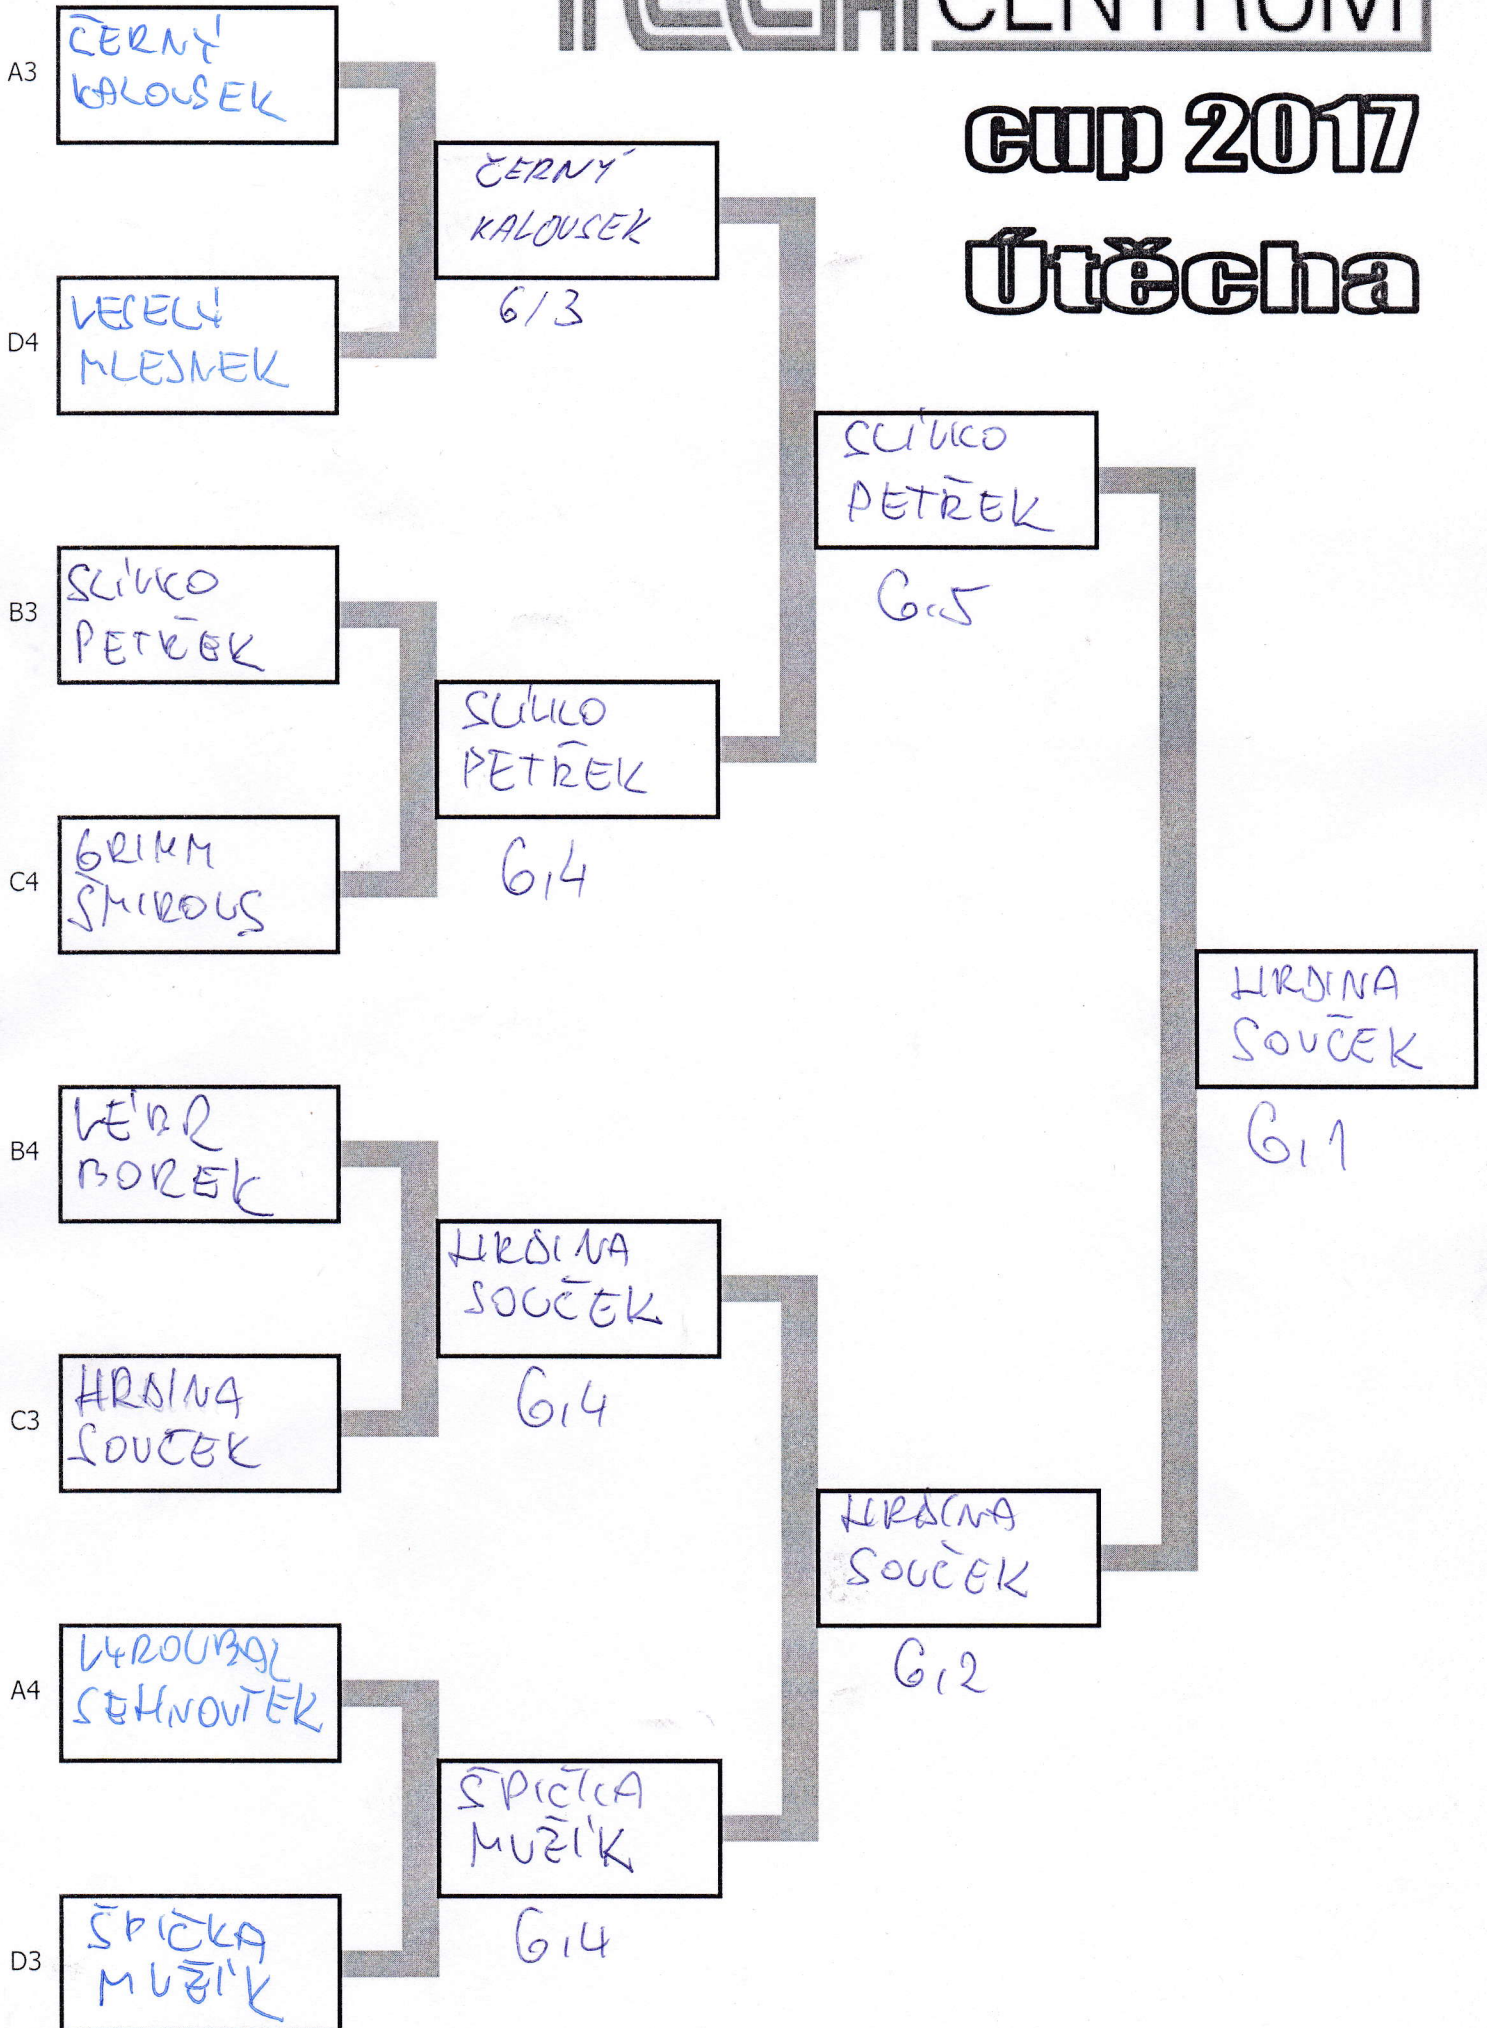 CENTRUM
cup 2017
Útěcha
A3
ČERNÝ
KALOUSEK
D4
VESELÝ
MLEJNEK
ČERNÝ
KALOUSEK
6/3
B3
SLÍVKO
PETŘEK
C4
GRIMM
ŠMIROUS
SLÍVKO
PETŘEK
6,4
SLÍVKO
PETŘEK
6:5
B4
VÉBR
BOREK
C3
HRDINA
SOUČEK
HRDINA
SOUČEK
6,4
A4
VYROUBAL
SEHNOUTEK
D3
ŠPIČKA
MUŽÍK
ŠPIČKA
MUŽÍK
6,4
HRDINA
SOUČEK
6,2
HRDINA
SOUČEK
6,1